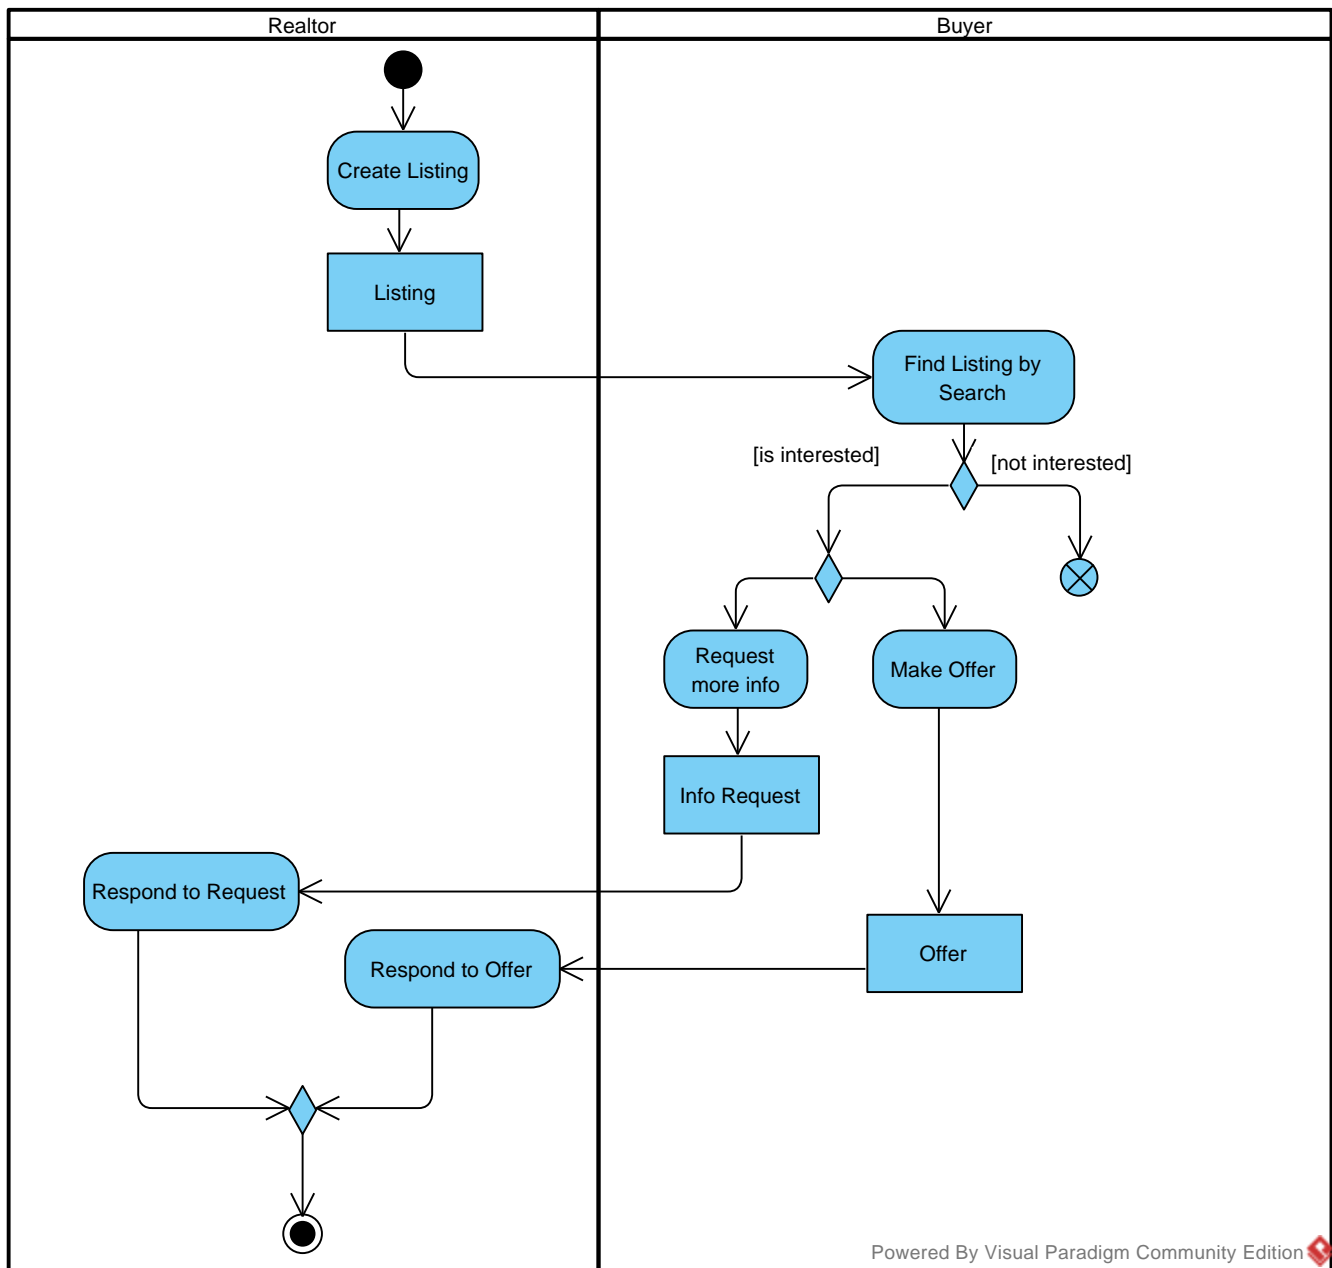 Realtor
Buyer
Create Listing
Listing
Find Listing by
Search
[is interested]
[not interested]
Request
more info
Make Offer
Info Request
Respond to Request
Offer
Respond to Offer
Powered By Visual Paradigm Community Edition